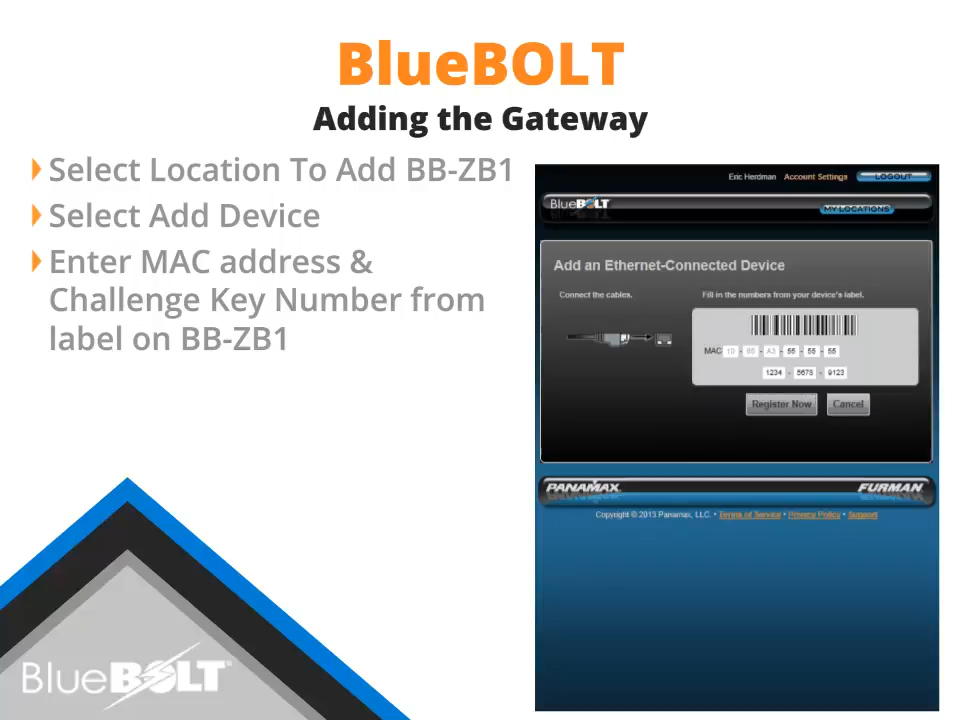 BlueBOLT
Adding the Gateway
Select Location To Add BB-ZB1
Select Add Device
Enter MAC address &
Challenge Key Number from
label on BB-ZB1
Eric Herdman Account Settings LOGOUT
BlueBOLT
MY LOCATIONS
Add an Ethernet-Connected Device
Connect the cables. Fill in the numbers from your device's label.
MAC 10 - 65 - A3 - 55 - 55 - 55
1234 - 5678 - 9123
Register Now Cancel
PANAMAX FURMAN
Copyright © 2013 Panamax, LLC. • Terms of Service • Privacy Policy • Support
BlueBOLT